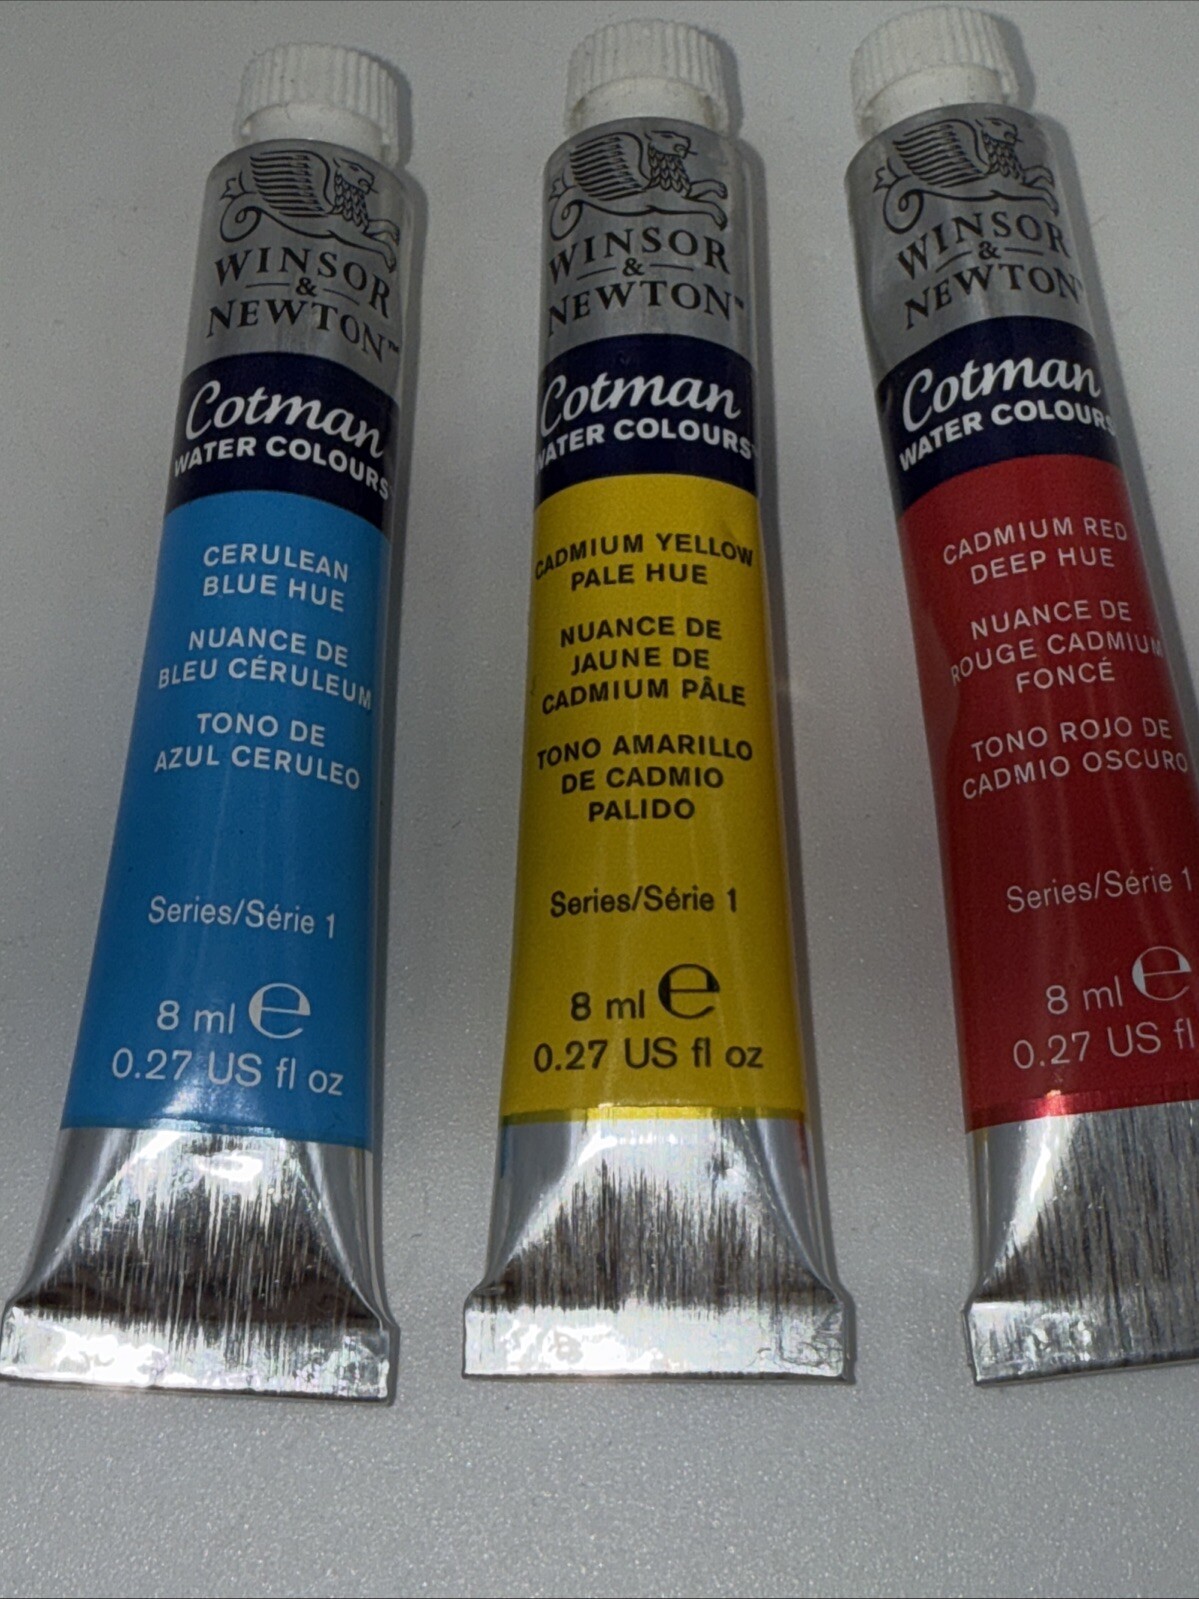 WINSOR
&
NEWTON™
Cotman
WATER COLOURS
CERULEAN
BLUE HUE
NUANCE DE
BLEU CÉRULEUM
TONO DE
AZUL CERULEO
Series/Série 1
8 ml e
0.27 US fl oz
WINSOR
&
NEWTON™
Cotman
WATER COLOURS
CADMIUM YELLOW
PALE HUE
NUANCE DE
JAUNE DE
CADMIUM PÂLE
TONO AMARILLO
DE CADMIO
PALIDO
Series/Série 1
8 ml e
0.27 US fl oz
WINSOR
&
NEWTON
Cotman
WATER COLOURS
CADMIUM RED
DEEP HUE
NUANCE DE
ROUGE CADMIUM
FONCÉ
TONO ROJO DE
CADMIO OSCURO
Series/Série 1
8 ml e
0.27 US fl